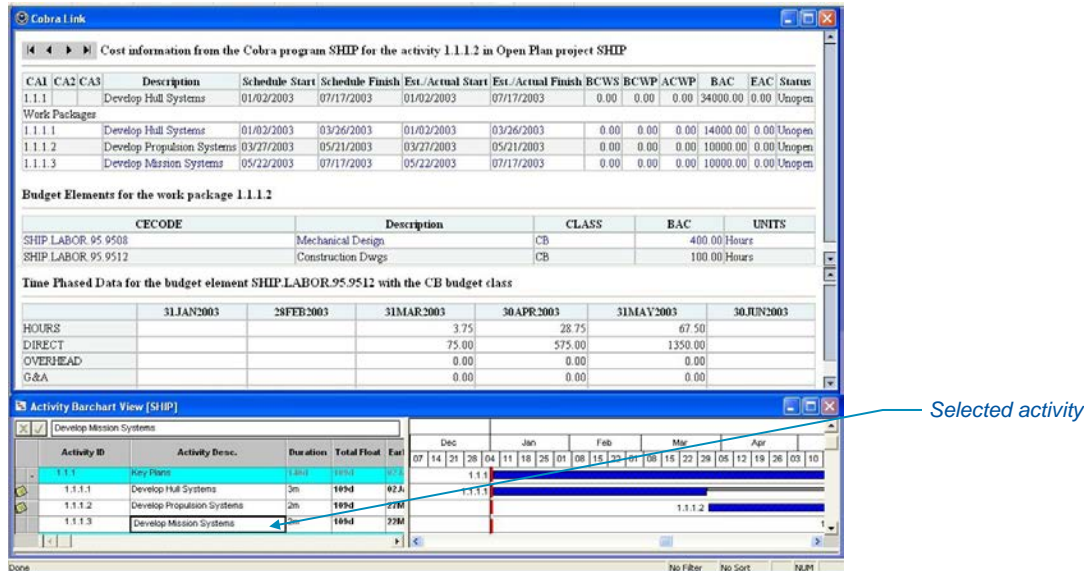 Cobra Link
Cost information from the Cobra program SHIP for the activity 1.1.1.2 in Open Plan project SHIP
CA1 CA2 CA3 Description Schedule Start Schedule Finish Est./Actual Start Est./Actual Finish BCWS BCWP ACWP BAC EAC Status
1.1.1 Develop Hull Systems 01/02/2003 07/17/2003 01/02/2003 07/17/2003 0.00 0.00 0.00 34000.00 0.00 Unopen
Work Packages
1.1.1.1 Develop Hull Systems 01/02/2003 03/26/2003 01/02/2003 03/26/2003 0.00 0.00 0.00 14000.00 0.00 Unopen
1.1.1.2 Develop Propulsion Systems 03/27/2003 05/21/2003 03/27/2003 05/21/2003 0.00 0.00 0.00 10000.00 0.00 Unopen
1.1.1.3 Develop Mission Systems 05/22/2003 07/17/2003 05/22/2003 07/17/2003 0.00 0.00 0.00 10000.00 0.00 Unopen
Budget Elements for the work package 1.1.1.2
CECODE Description CLASS BAC UNITS
SHIP.LABOR.95.9508 Mechanical Design CB 400.00 Hours
SHIP.LABOR.95.9512 Construction Dwgs CB 100.00 Hours
Time Phased Data for the budget element SHIP.LABOR.95.9512 with the CB budget class
31JAN2003 28FEB2003 31MAR2003 30APR2003 31MAY2003 30JUN2003
HOURS 3.75 28.75 67.50
DIRECT 75.00 575.00 1350.00
OVERHEAD 0.00 0.00 0.00
G&A 0.00 0.00 0.00
Activity Barchart View [SHIP]
Selected activity
Develop Mission Systems
Dec Jan Feb Mar Apr
Activity ID Activity Desc. Duration Total Float Earl
07 14 21 28 04 11 18 25 01 08 15 22 01 08 15 22 29 05 12 19 26 03 10
1.1.1 Key Plans 1.1.1
1.1.1.1 Develop Hull Systems 3m 109d 02Ja 1.1.1.1
1.1.1.2 Develop Propulsion Systems 2m 109d 27M 1.1.1.2
1.1.1.3 Develop Mission Systems 2m 109d 22M 1
Done No Filter No Sort NUM